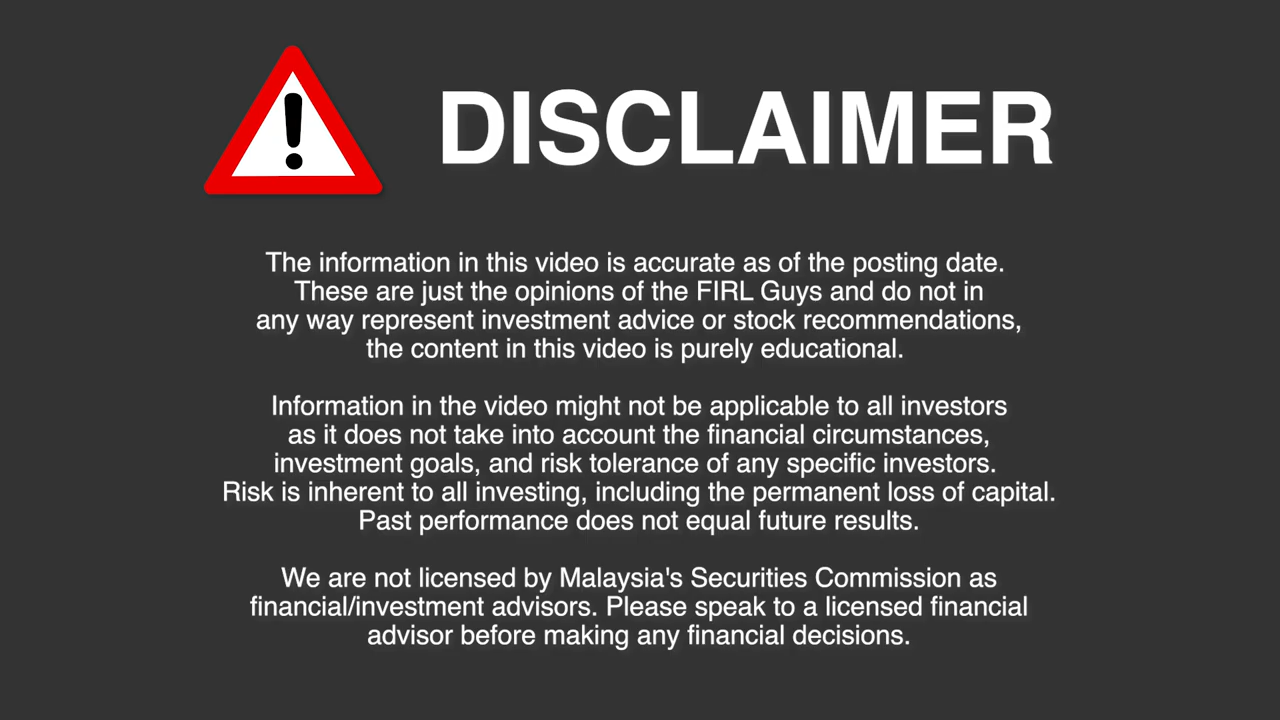 DISCLAIMER
The information in this video is accurate as of the posting date.
These are just the opinions of the FIRL Guys and do not in
any way represent investment advice or stock recommendations,
the content in this video is purely educational.
Information in the video might not be applicable to all investors
as it does not take into account the financial circumstances,
investment goals, and risk tolerance of any specific investors.
Risk is inherent to all investing, including the permanent loss of capital.
Past performance does not equal future results.
We are not licensed by Malaysia's Securities Commission as
financial/investment advisors. Please speak to a licensed financial
advisor before making any financial decisions.